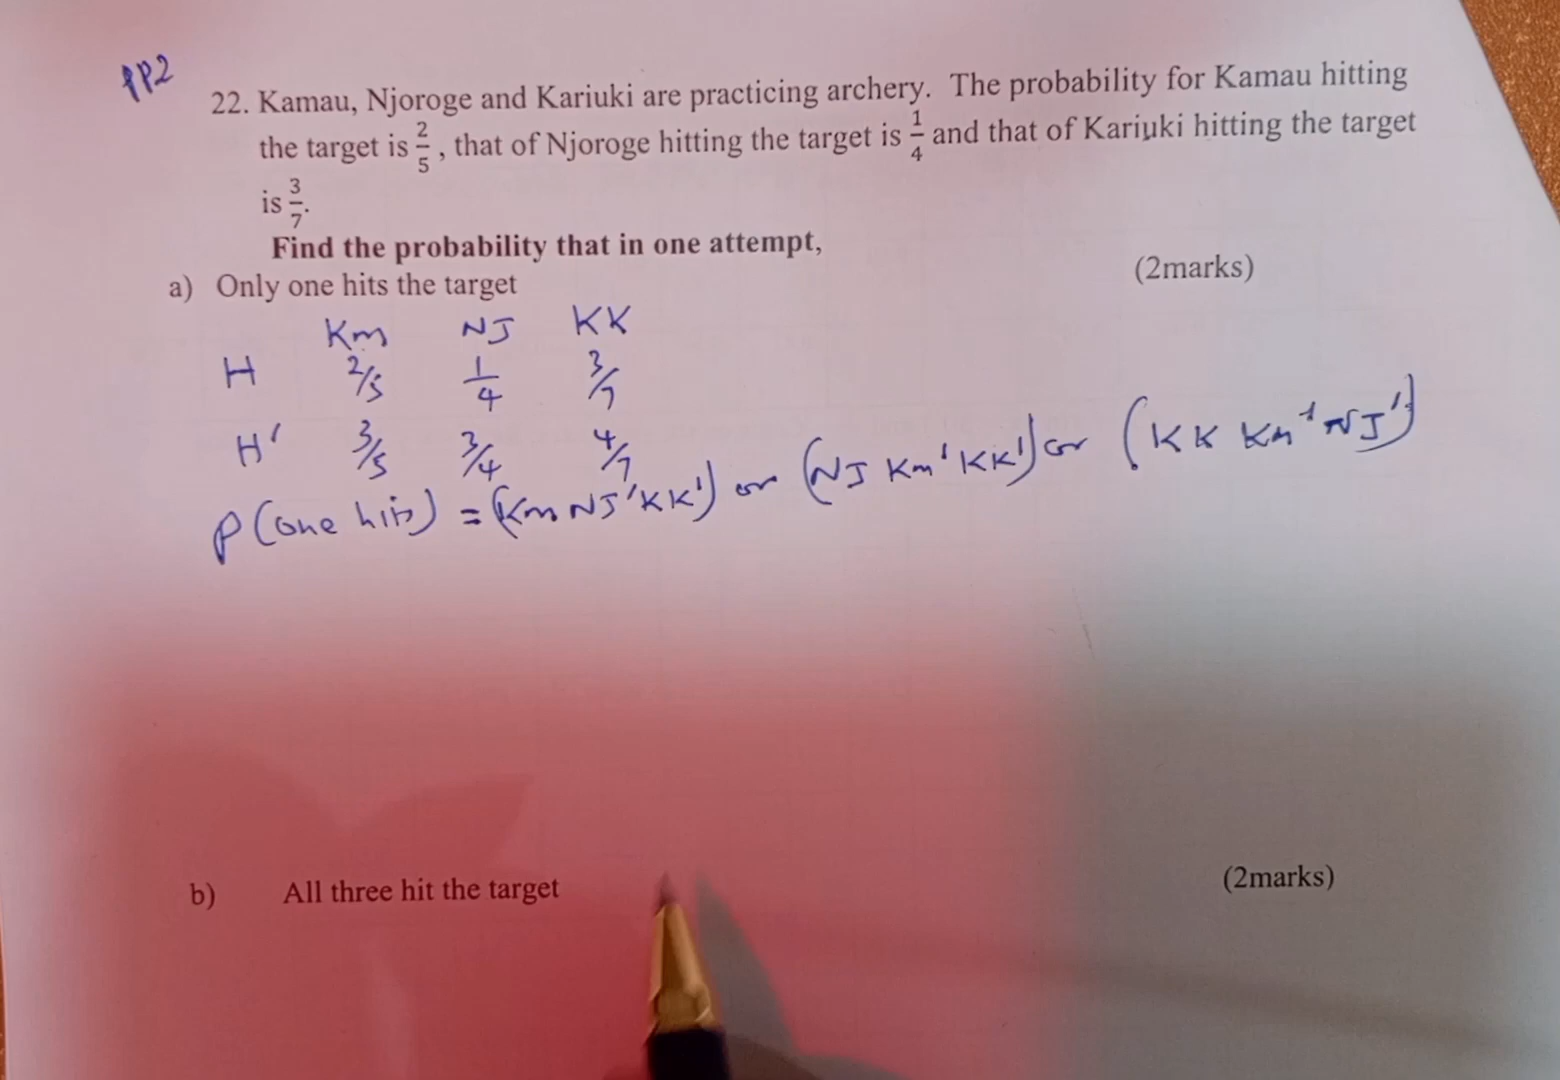 PP2
22. Kamau, Njoroge and Kariuki are practicing archery. The probability for Kamau hitting
the target is 2/5, that of Njoroge hitting the target is 1/4 and that of Kariuki hitting the target
is 3/7.
Find the probability that in one attempt,
a) Only one hits the target (2marks)
Km NJ KK
H 2/5 1/4 3/7
H' 3/5 3/4 4/7
P(one hits) = (Km NJ' KK') or (NJ Km' KK') or (KK Km' NJ')
b) All three hit the target (2marks)